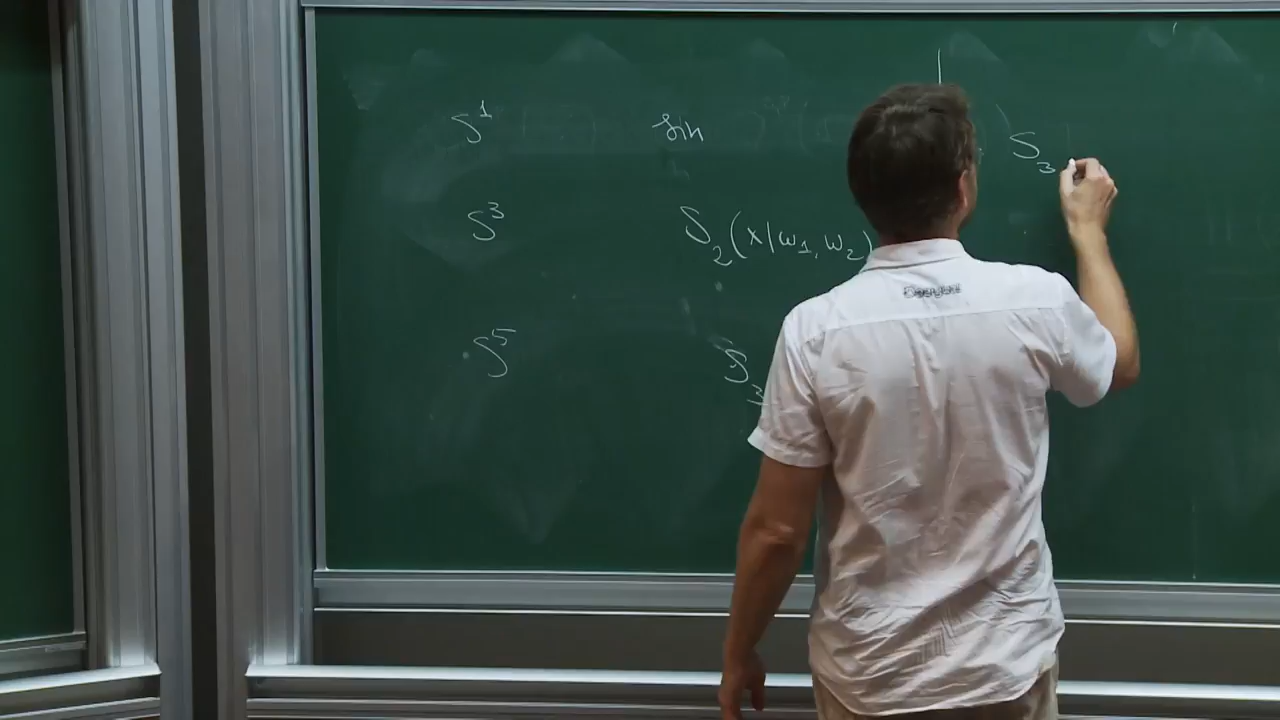 S¹ sin S₃
S³ S₂(x|ω₁, ω₂)
S⁵ S₃